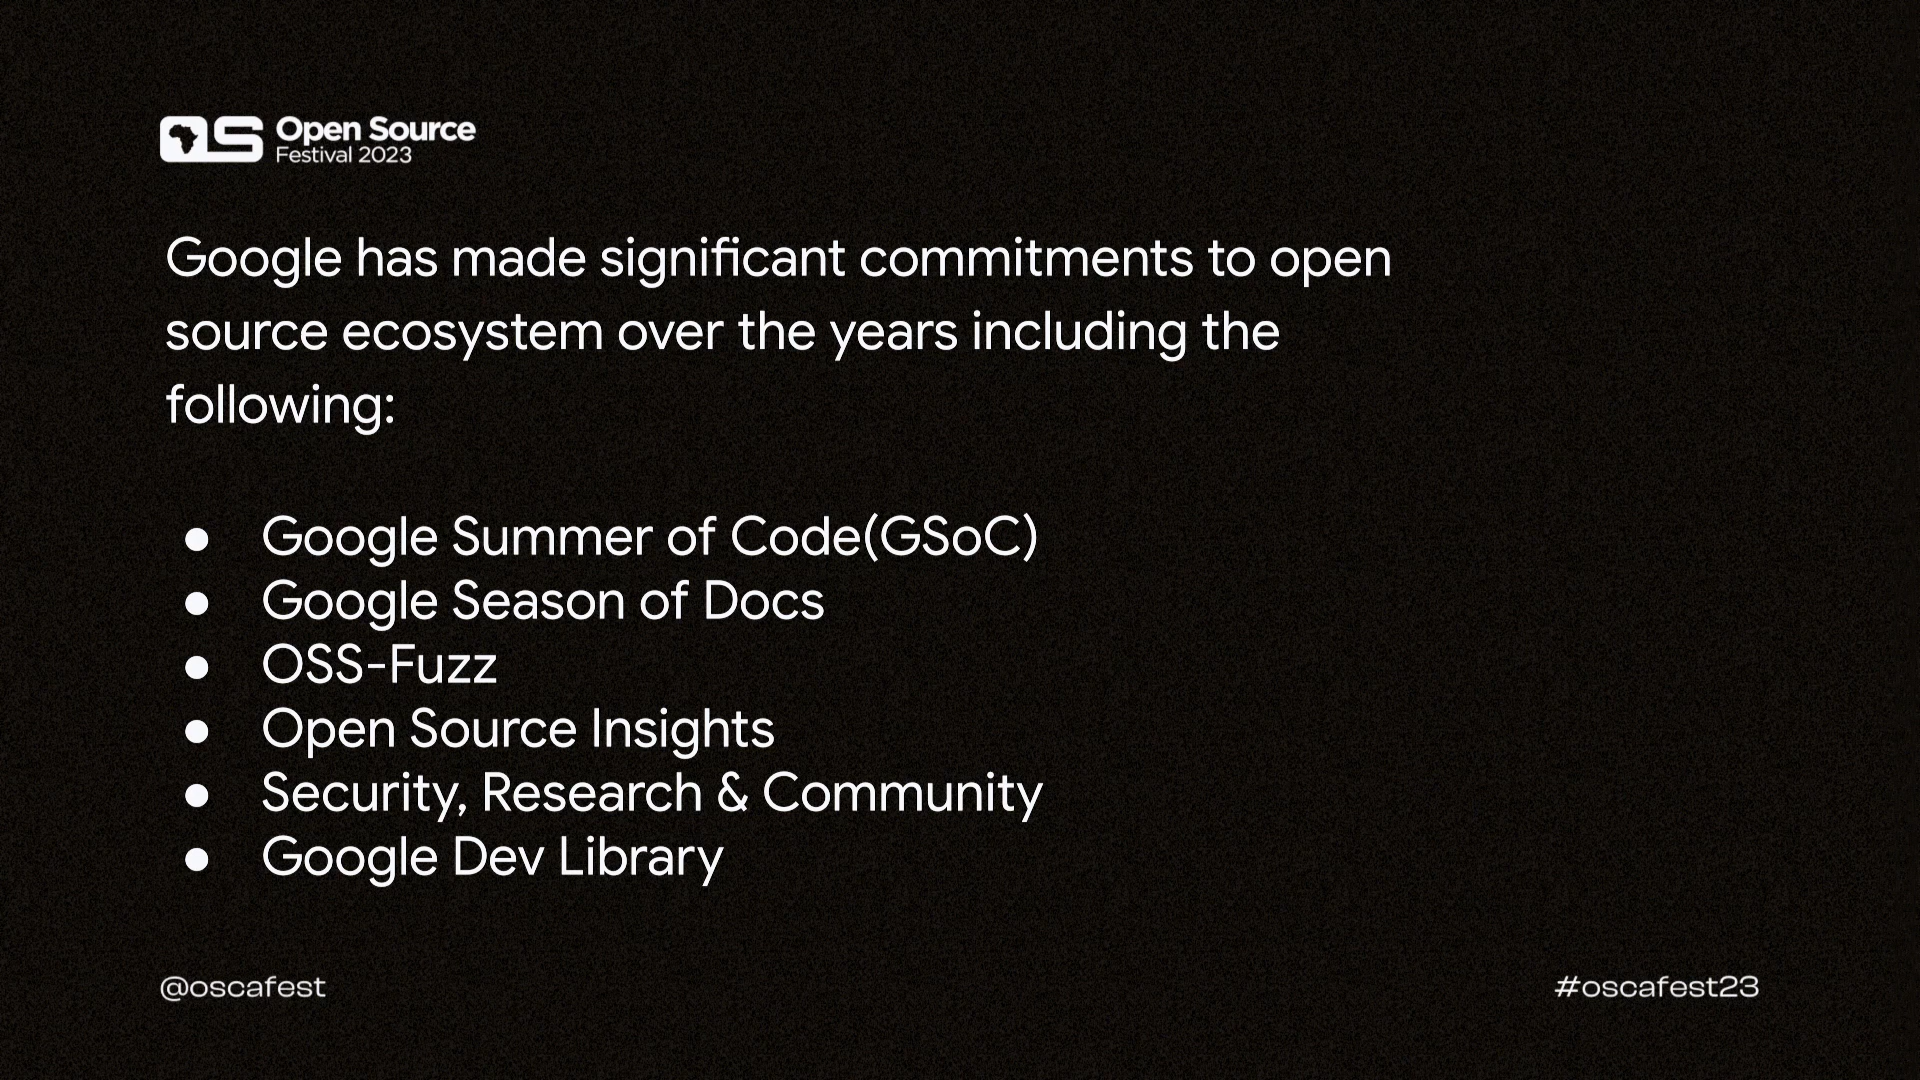 Open Source
Festival 2023
Google has made significant commitments to open
source ecosystem over the years including the
following:
● Google Summer of Code(GSoC)
● Google Season of Docs
● OSS-Fuzz
● Open Source Insights
● Security, Research & Community
● Google Dev Library
@oscafest
#oscafest23